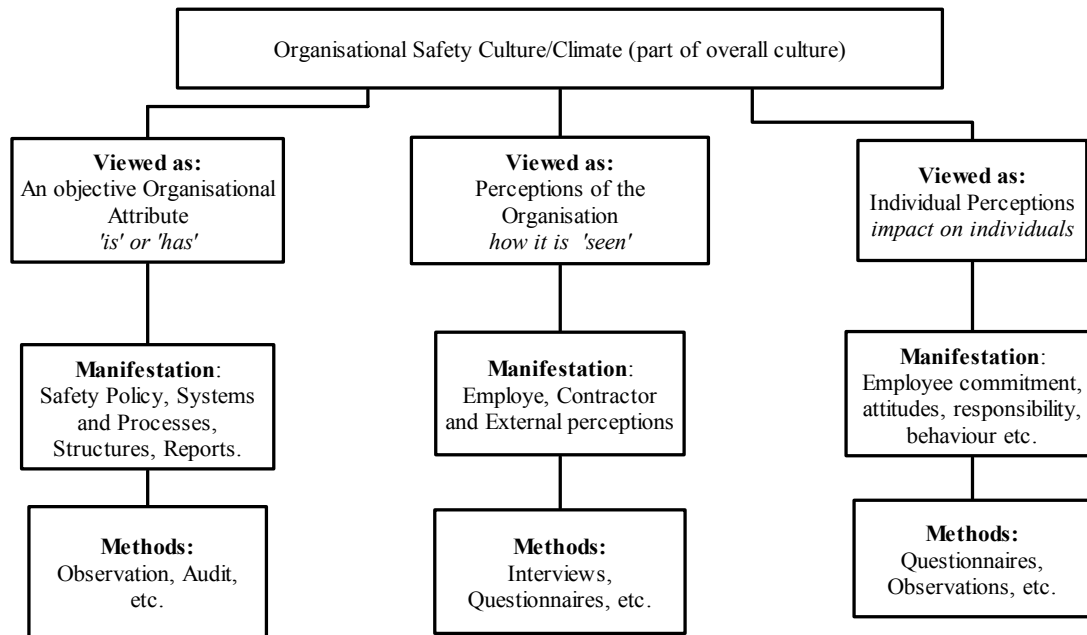 Organisational Safety Culture/Climate (part of overall culture)
Viewed as:
An objective Organisational
Attribute
'is' or 'has'
Manifestation:
Safety Policy, Systems
and Processes,
Structures, Reports.
Methods:
Observation, Audit,
etc.
Viewed as:
Perceptions of the
Organisation
how it is 'seen'
Manifestation:
Employe, Contractor
and External perceptions
Methods:
Interviews,
Questionnaires, etc.
Viewed as:
Individual Perceptions
impact on individuals
Manifestation:
Employee commitment,
attitudes, responsibility,
behaviour etc.
Methods:
Questionnaires,
Observations, etc.